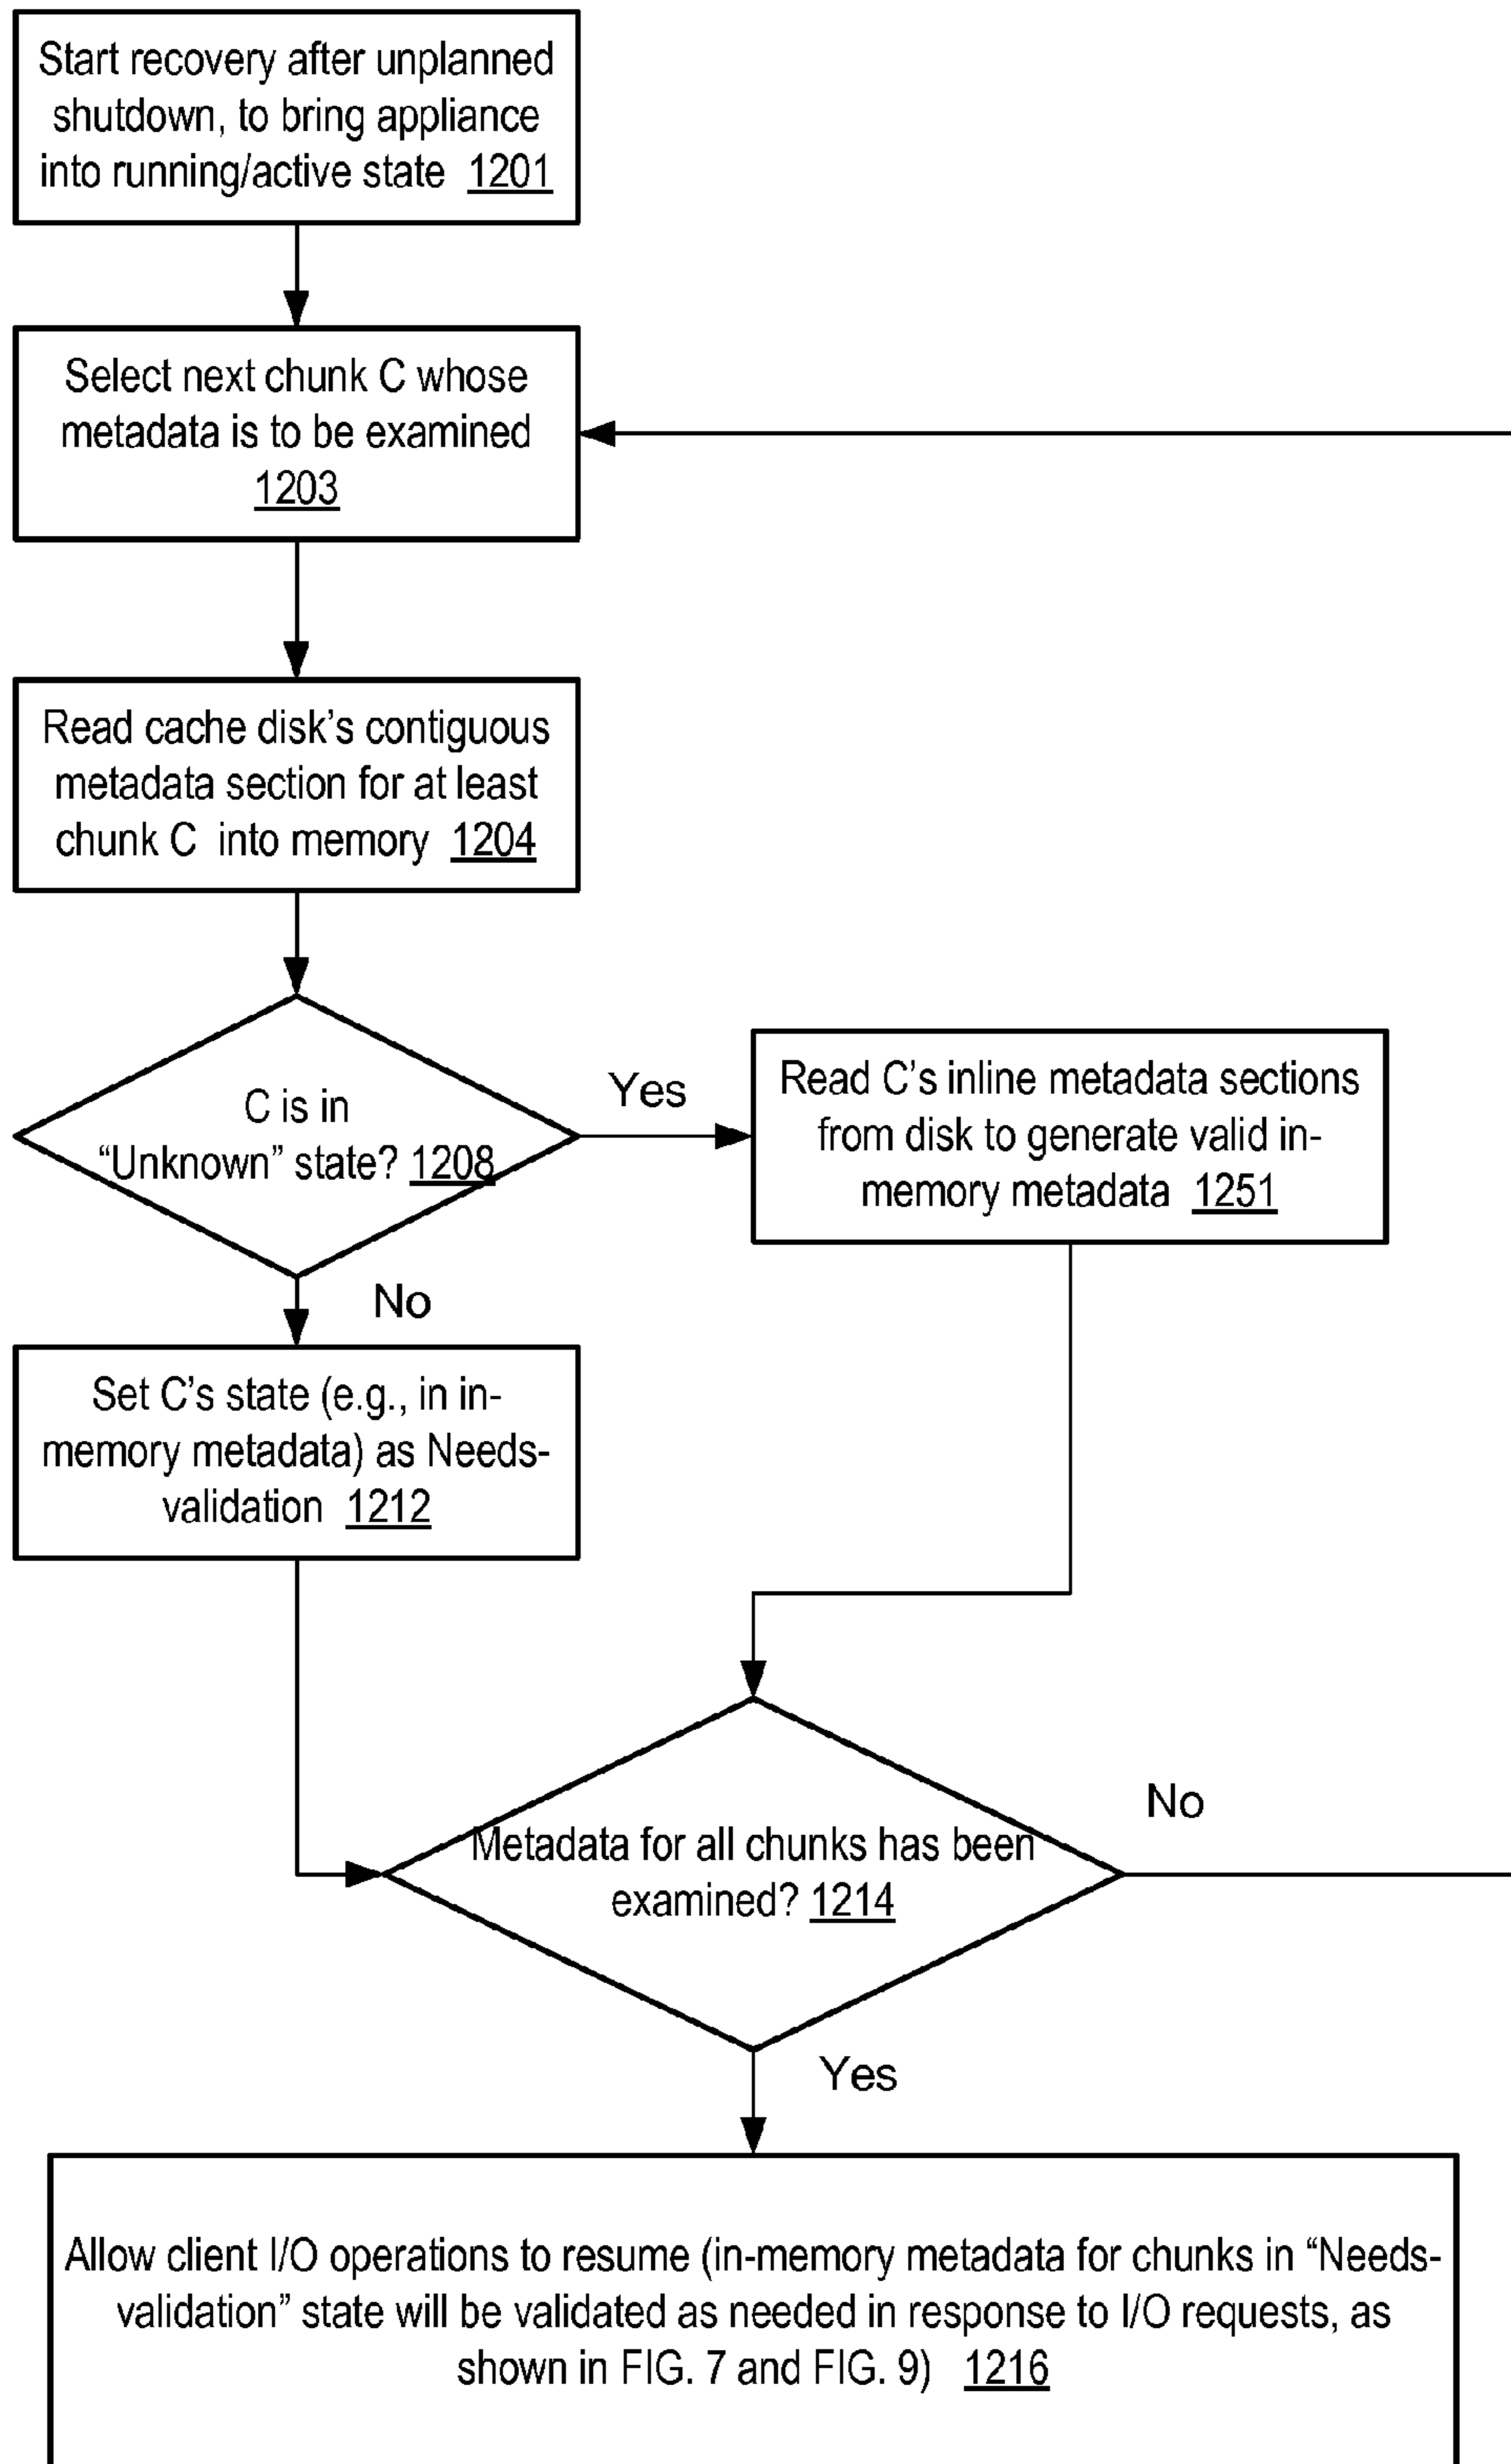 Start recovery after unplanned
shutdown, to bring appliance
into running/active state 1201
Select next chunk C whose
metadata is to be examined
1203
Read cache disk’s contiguous
metadata section for at least
chunk C into memory 1204
C is in
“Unknown” state? 1208
Yes
Read C’s inline metadata sections
from disk to generate valid in-
memory metadata 1251
No
Set C’s state (e.g., in in-
memory metadata) as Needs-
validation 1212
Metadata for all chunks has been
examined? 1214
No
Yes
Allow client I/O operations to resume (in-memory metadata for chunks in “Needs-
validation” state will be validated as needed in response to I/O requests, as
shown in FIG. 7 and FIG. 9) 1216